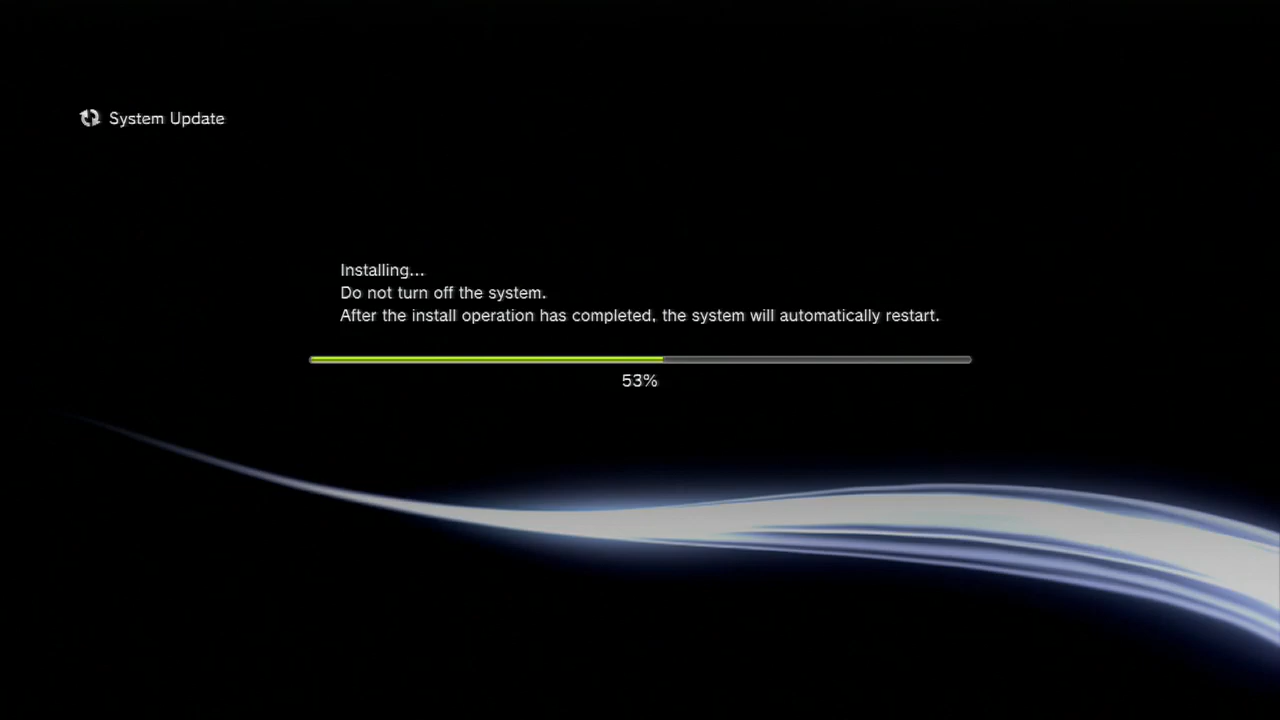 System Update
Installing...
Do not turn off the system.
After the install operation has completed, the system will automatically restart.
53%